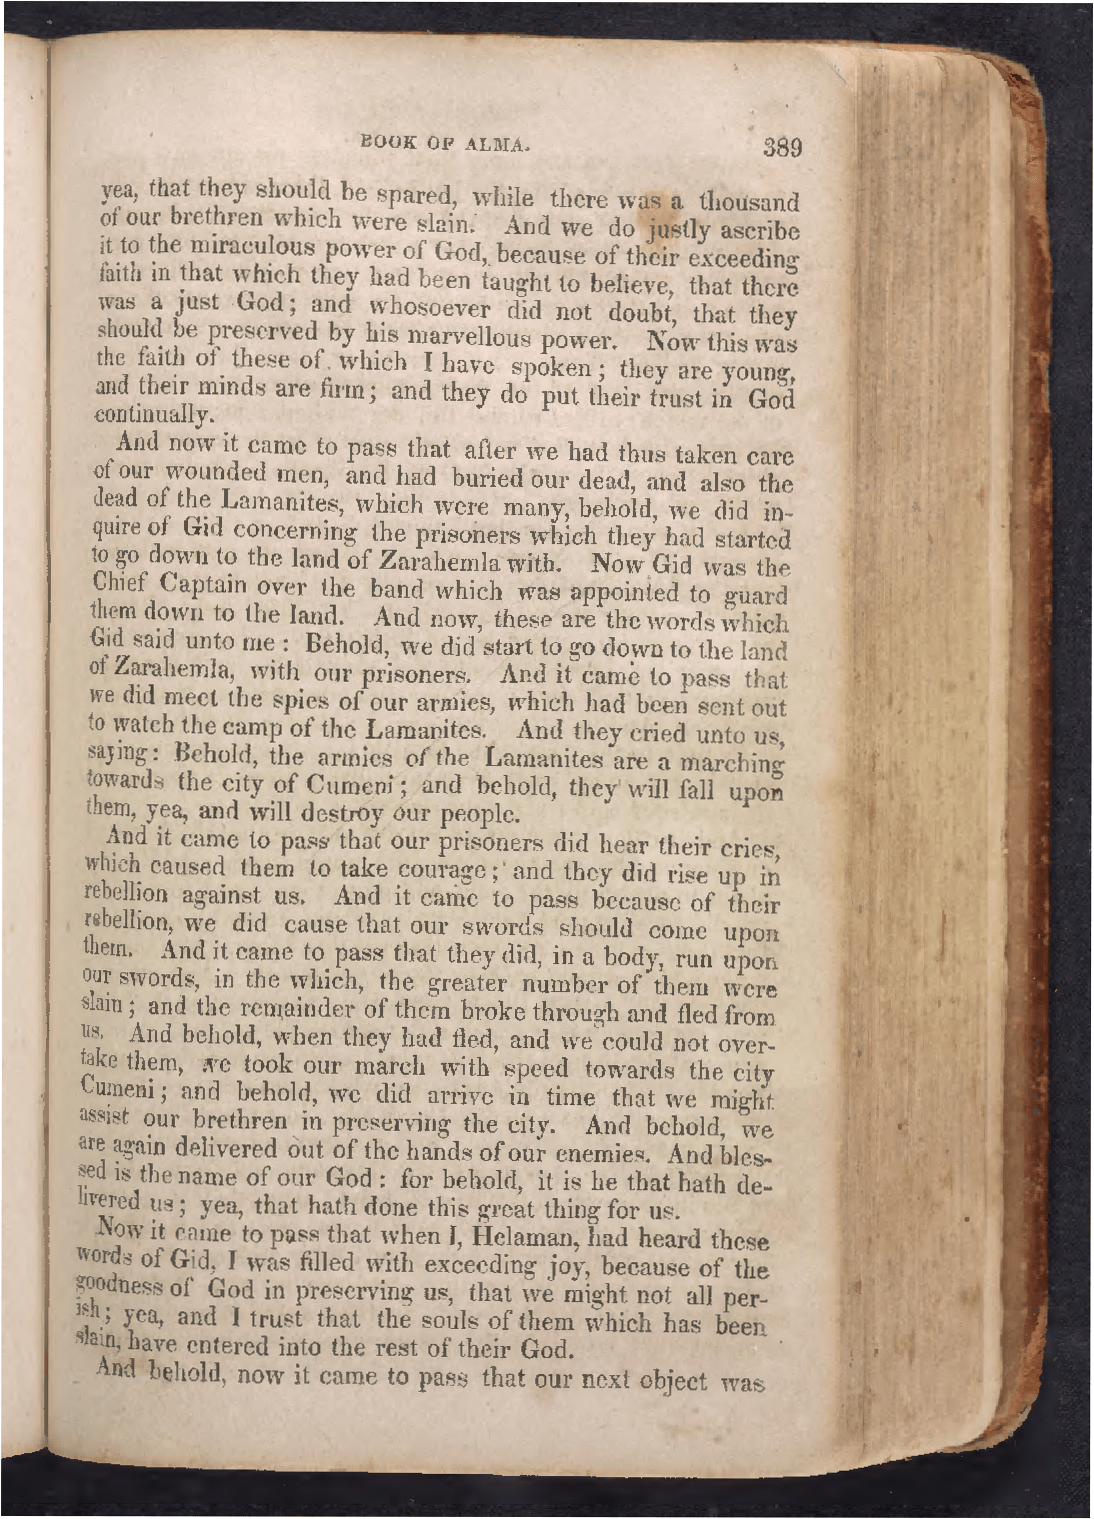 BOOK OF ALMA. 389
yea, that they should be spared, while there was a thousand
of our brethren which were slain. And we do justly ascribe
it to the miraculous power of God, because of their exceeding
faith in that which they had been taught to believe, that there
was a just God; and whosoever did not doubt, that they
should be preserved by his marvellous power. Now this was
the faith of these of which I have spoken; they are young,
and their minds are firm; and they do put their trust in God
continually.
And now it came to pass that after we had thus taken care
of our wounded men, and had buried our dead, and also the
dead of the Lamanites, which were many, behold, we did in-
quire of Gid concerning the prisoners which they had started
to go down to the land of Zarahemla with. Now Gid was the
Chief Captain over the band which was appointed to guard
them down to the land. And now, these are the words which
Gid said unto me: Behold, we did start to go down to the land
of Zarahemla, with our prisoners. And it came to pass that
we did meet the spies of our armies, which had been sent out
to watch the camp of the Lamanites. And they cried unto us,
saying: Behold, the armies of the Lamanites are a marching
towards the city of Cumeni; and behold, they will fall upon
them, yea, and will destroy our people.
And it came to pass that our prisoners did hear their cries,
which caused them to take courage; and they did rise up in
rebellion against us. And it came to pass because of their
rebellion, we did cause that our swords should come upon
them. And it came to pass that they did, in a body, run upon
our swords, in the which, the greater number of them were
slain; and the remainder of them broke through and fled from
us. And behold, when they had fled, and we could not over-
take them, we took our march with speed towards the city
Cumeni; and behold, we did arrive in time that we might
assist our brethren in preserving the city. And behold, we
are again delivered out of the hands of our enemies. And bles-
sed is the name of our God: for behold, it is he that hath de-
livered us; yea, that hath done this great thing for us.
Now it came to pass that when I, Helaman, had heard these
words of Gid, I was filled with exceeding joy, because of the
goodness of God in preserving us, that we might not all per-
ish; yea, and I trust that the souls of them which has been
slain, have entered into the rest of their God.
And behold, now it came to pass that our next object was